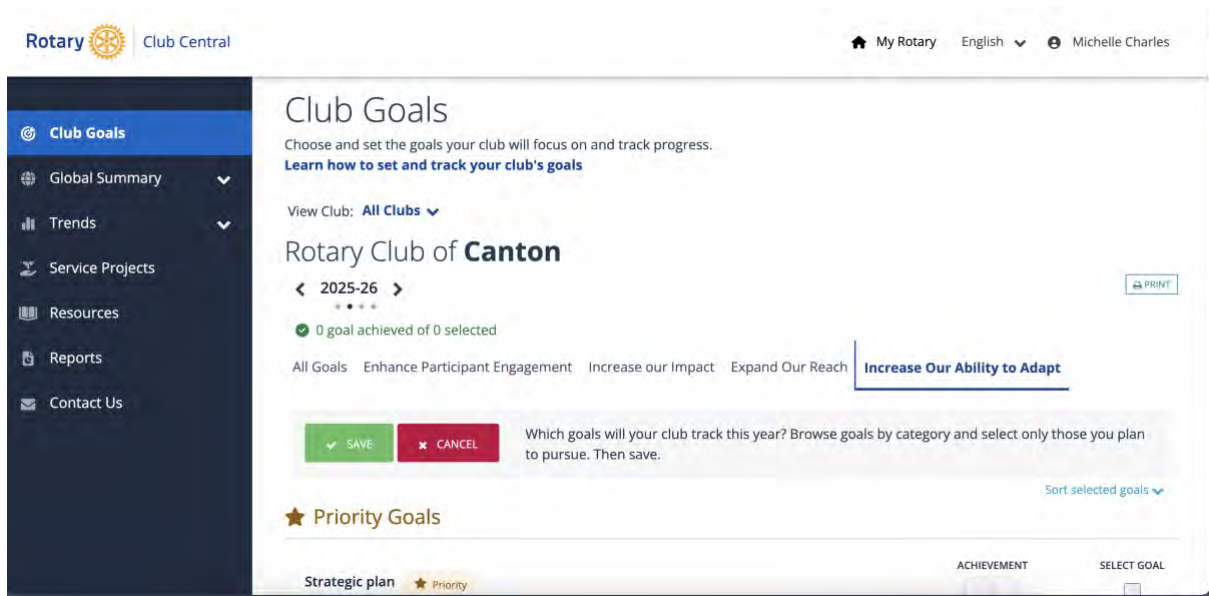 Rotary Club Central
My Rotary English Michelle Charles
Club Goals
Global Summary
Trends
Service Projects
Resources
Reports
Contact Us
Club Goals
Choose and set the goals your club will focus on and track progress.
Learn how to set and track your club's goals
View Club: All Clubs
Rotary Club of Canton
2025-26
PRINT
0 goal achieved of 0 selected
All Goals Enhance Participant Engagement Increase our Impact Expand Our Reach Increase Our Ability to Adapt
SAVE CANCEL
Which goals will your club track this year? Browse goals by category and select only those you plan
to pursue. Then save.
Sort selected goals
Priority Goals
ACHIEVEMENT SELECT GOAL
Strategic plan Priority